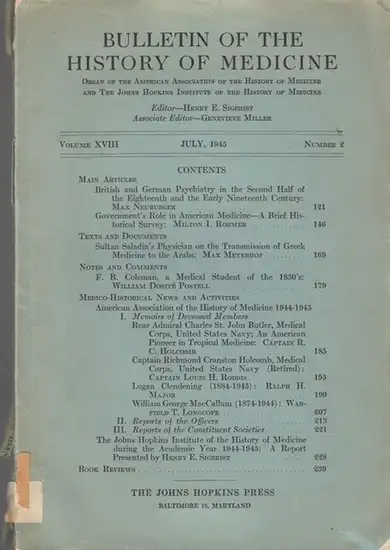 BULLETIN OF THE
HISTORY OF MEDICINE
ORGAN OF THE AMERICAN ASSOCIATION OF THE HISTORY OF MEDICINE
AND THE JOHNS HOPKINS INSTITUTE OF THE HISTORY OF MEDICINE
Editor—HENRY E. SIGERIST
Associate Editor—GENEVIEVE MILLER
VOLUME XVIII JULY, 1945 NUMBER 2
CONTENTS
MAIN ARTICLES
British and German Psychiatry in the Second Half of
the Eighteenth and the Early Nineteenth Century:
MAX NEUBURGER 121
Government's Role in American Medicine—A Brief His-
torical Survey: MILTON I. ROEMER 146
TEXTS AND DOCUMENTS
Sultan Saladin's Physician on the Transmission of Greek
Medicine to the Arabs: MAX MEYERHOF 169
NOTES AND COMMENTS
F. B. Coleman, a Medical Student of the 1830's:
WILLIAM DOSITÉ POSTELL 179
MEDICO-HISTORICAL NEWS AND ACTIVITIES
American Association of the History of Medicine 1944-1945
I. Memoirs of Deceased Members
Rear Admiral Charles St. John Butler, Medical
Corps, United States Navy; An American
Pioneer in Tropical Medicine: CAPTAIN R.
C. HOLCOMB 185
Captain Richmond Cranston Holcomb, Medical
Corps, United States Navy (Retired):
CAPTAIN LOUIS H. RODDIS 195
Logan Clendening (1884-1945): RALPH H.
MAJOR 199
William George MacCallum (1874-1944): WAR-
FIELD T. LONGCOPE 207
II. Reports of the Officers 213
III. Reports of the Constituent Societies 221
The Johns Hopkins Institute of the History of Medicine
during the Academic Year 1944-1945: A Report
Presented by HENRY E. SIGERIST 228
BOOK REVIEWS 239
THE JOHNS HOPKINS PRESS
BALTIMORE 18, MARYLAND